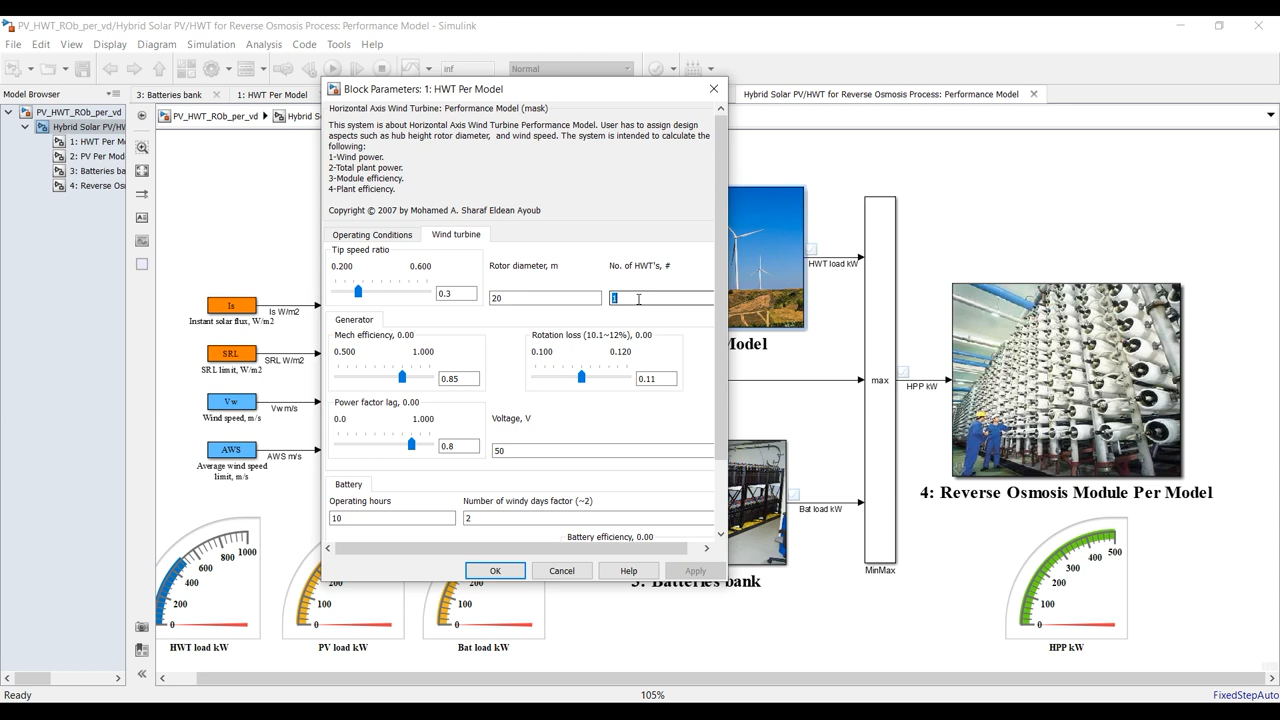 PV_HWT_ROb_per_vd/Hybrid Solar PV/HWT for Reverse Osmosis Process: Performance Model - Simulink
File Edit View Display Diagram Simulation Analysis Code Tools Help
inf Normal
Model Browser
3: Batteries bank
1: HWT Per Model
Hybrid Solar PV/HWT for Reverse Osmosis Process: Performance Model
PV_HWT_ROb_per_vd
Hybrid Solar PV/HW
1: HWT Per M
2: PV Per Mod
3: Batteries ba
4: Reverse Os
PV_HWT_ROb_per_vd
Hybrid S
Block Parameters: 1: HWT Per Model
Horizontal Axis Wind Turbine: Performance Model (mask)
This system is about Horizontal Axis Wind Turbine Performance Model. User has to assign design
aspects such as hub height rotor diameter, and wind speed. The system is intended to calculate the
following:
1-Wind power.
2-Total plant power.
3-Module efficiency.
4-Plant efficiency.
Copyright © 2007 by Mohamed A. Sharaf Eldean Ayoub
Operating Conditions
Wind turbine
Tip speed ratio
0.200 0.600
0.3
Rotor diameter, m
20
No. of HWT's, #
1
Generator
Mech efficiency, 0.00
0.500 1.000
0.85
Rotation loss (10.1~12%), 0.00
0.100 0.120
0.11
Power factor lag, 0.00
0.0 1.000
0.8
Voltage, V
50
Battery
Operating hours
10
Number of windy days factor (~2)
2
Battery efficiency, 0.00
OK Cancel Help Apply
Is
Instant solar flux, W/m2
Is W/m2
SRL
SRL limit, W/m2
SRL W/m2
Vw
Wind speed, m/s
Vw m/s
AWS
Average wind speed
limit, m/s
AWS m/s
HWT load kW
Model
max
MinMax
HPP kW
4: Reverse Osmosis Module Per Model
Bat load kW
3: Batteries bank
0 200 400 600 800 1000
HWT load kW
0 100 200
PV load kW
0 100 200
Bat load kW
0 100 200 300 400 500
HPP kW
Ready
105%
FixedStepAuto